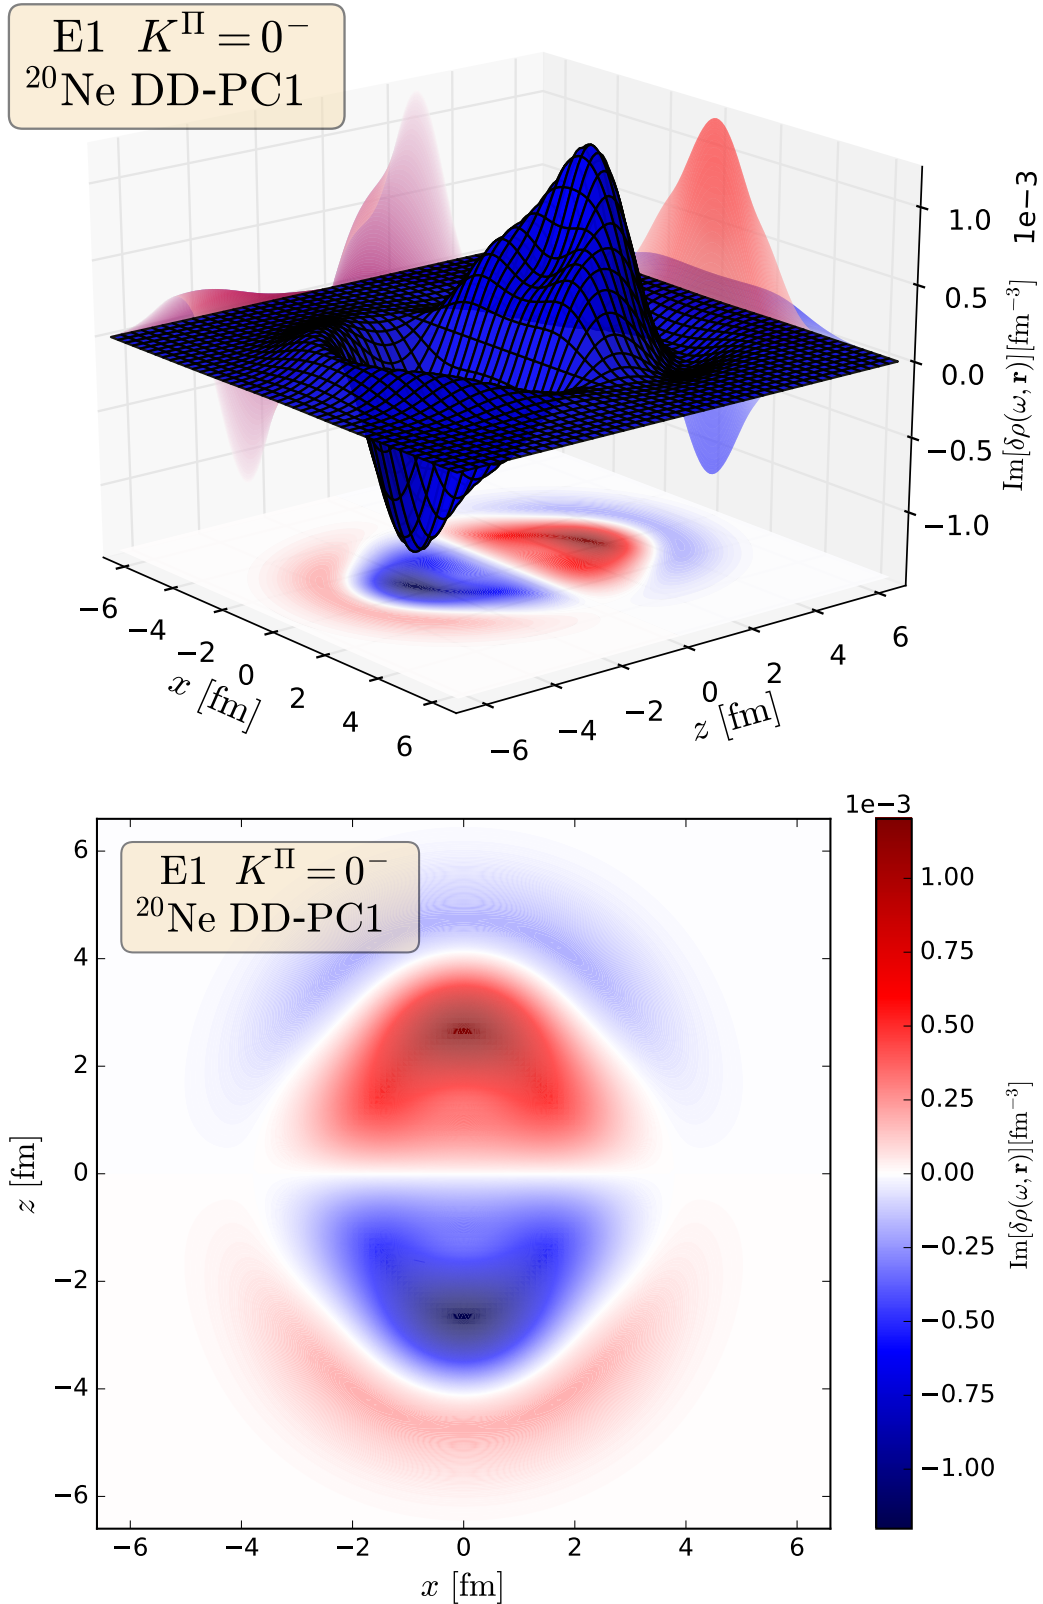 E1 K^Π = 0^−
^20Ne DD-PC1
1e−3
1.0
0.5
0.0
−0.5
−1.0
Im[δρ(ω, r)][fm^−3]
−6 −4 −2 0 2 4 6
x [fm]
−6 −4 −2 0 2 4 6
z [fm]
1e−3
E1 K^Π = 0^−
^20Ne DD-PC1
6
4
2
0
−2
−4
−6
z [fm]
−6 −4 −2 0 2 4 6
x [fm]
1.00
0.75
0.50
0.25
0.00
−0.25
−0.50
−0.75
−1.00
Im[δρ(ω, r)][fm^−3]